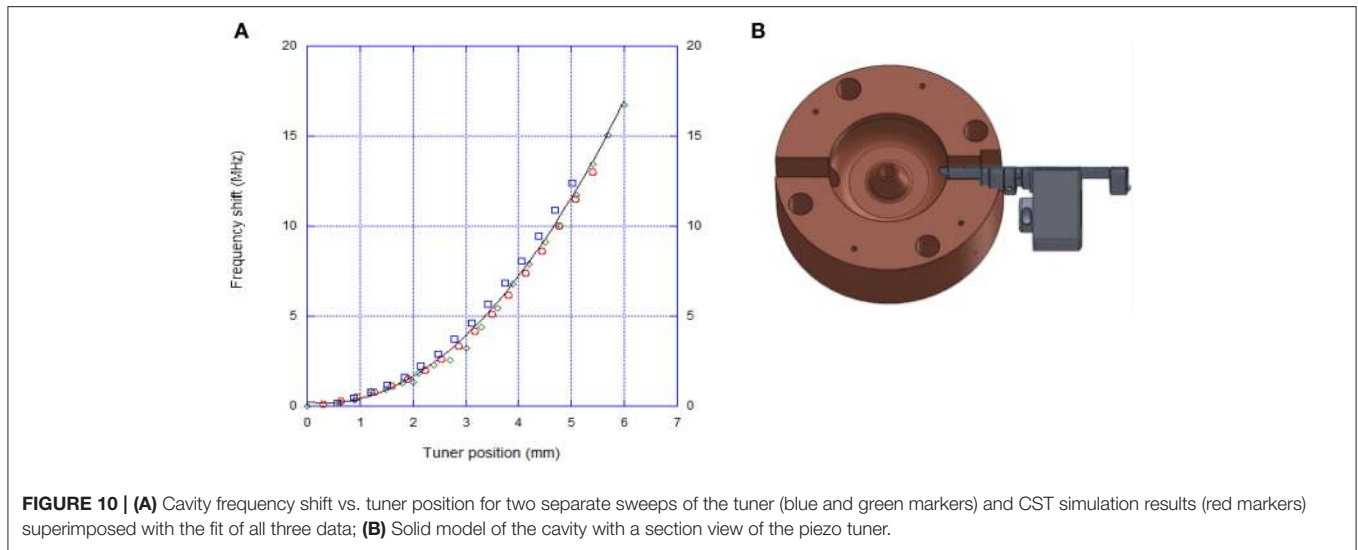 A
B
20
20
15
15
10
10
5
5
0
0
0 1 2 3 4 5 6 7
Frequency shift (MHz)
Tuner position (mm)
FIGURE 10 | (A) Cavity frequency shift vs. tuner position for two separate sweeps of the tuner (blue and green markers) and CST simulation results (red markers)
superimposed with the fit of all three data; (B) Solid model of the cavity with a section view of the piezo tuner.